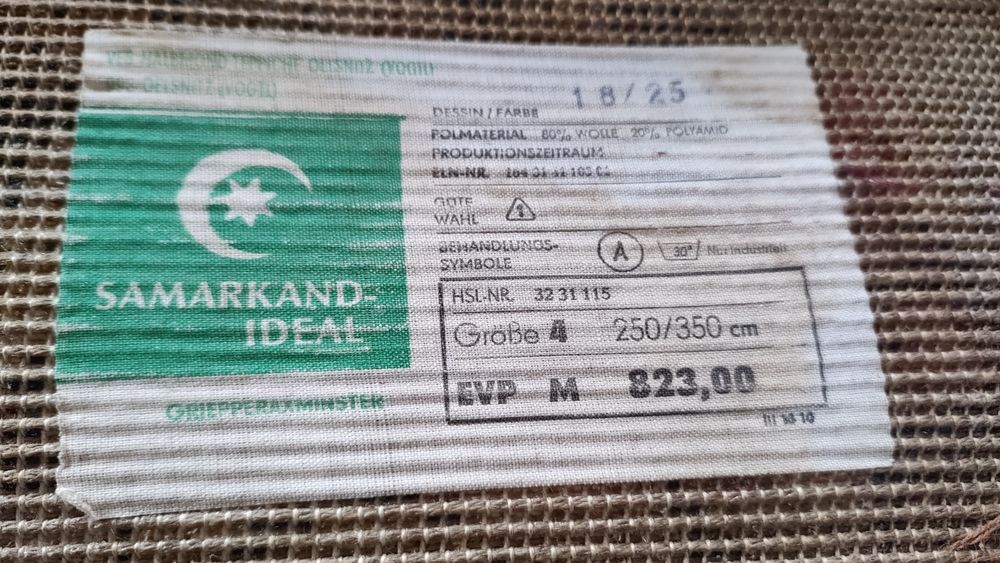 VEB HALBMOND TEPPICHE OELSNITZ (VOGTL)
OELSNITZ (VOGTL)
SAMARKAND-
IDEAL
GREIFERAXMINSTER
DESSIN / FARBE 18/25
POLMATERIAL 80% WOLLE 20% POLYAMID
PRODUKTIONSZEITRAUM
ELN-NR.
GÜTE
WAHL 1
BEHANDLUNGS-
SYMBOLE A 30° Nur industriell
HSL-NR. 32 31 115
Größe 4 250/350 cm
EVP M 823,00